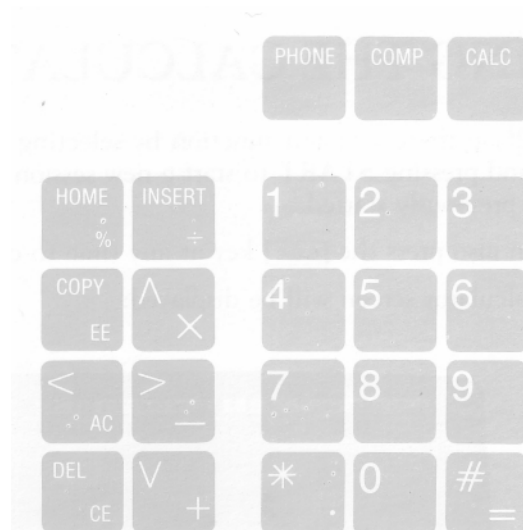 PHONE COMP CALC
HOME INSERT 1 2 3
% ÷
COPY ∧ 4 5 6
EE ×
< > 7 8 9
AC —
DEL ∨ * 0 #
CE + . =